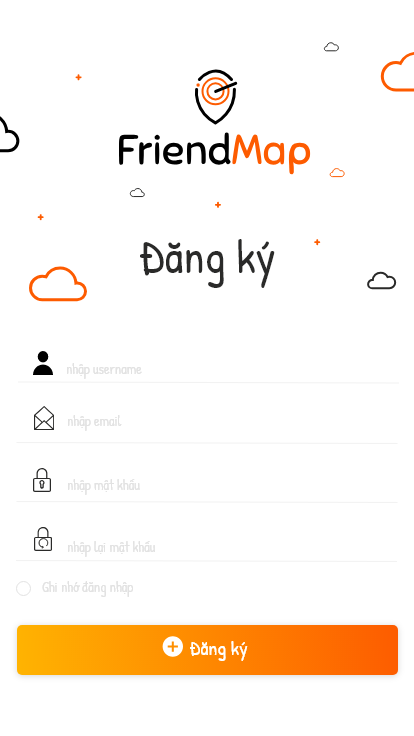 FriendMap
Đăng ký
nhập username
nhập email
nhập mật khẩu
nhập lại mật khẩu
Ghi nhớ đăng nhập
Đăng ký